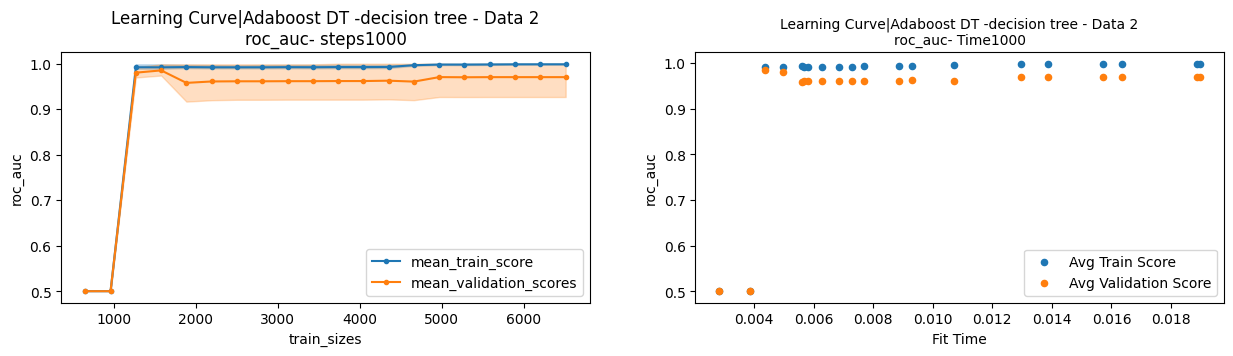 Learning Curve|Adaboost DT -decision tree - Data 2
roc_auc- steps1000
1.0
0.9
0.8
0.7
0.6
0.5
roc_auc
1000 2000 3000 4000 5000 6000
train_sizes
mean_train_score
mean_validation_scores
Learning Curve|Adaboost DT -decision tree - Data 2
roc_auc- Time1000
1.0
0.9
0.8
0.7
0.6
0.5
roc_auc
0.004 0.006 0.008 0.010 0.012 0.014 0.016 0.018
Fit Time
Avg Train Score
Avg Validation Score